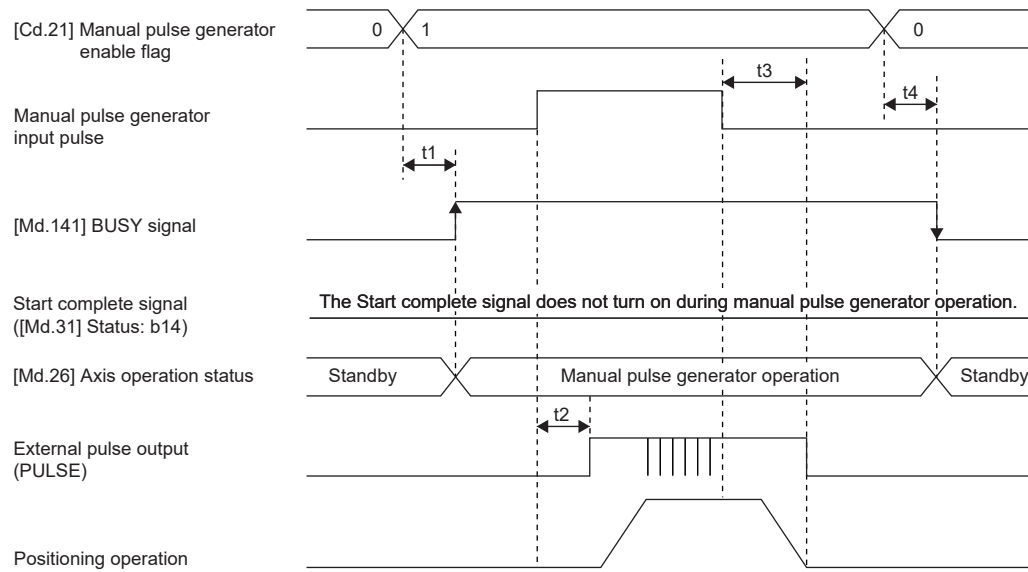 [Cd.21] Manual pulse generator
enable flag
0
1
0
t3
t4
Manual pulse generator
input pulse
t1
[Md.141] BUSY signal
Start complete signal
([Md.31] Status: b14)
The Start complete signal does not turn on during manual pulse generator operation.
[Md.26] Axis operation status
Standby
Manual pulse generator operation
Standby
t2
External pulse output
(PULSE)
Positioning operation